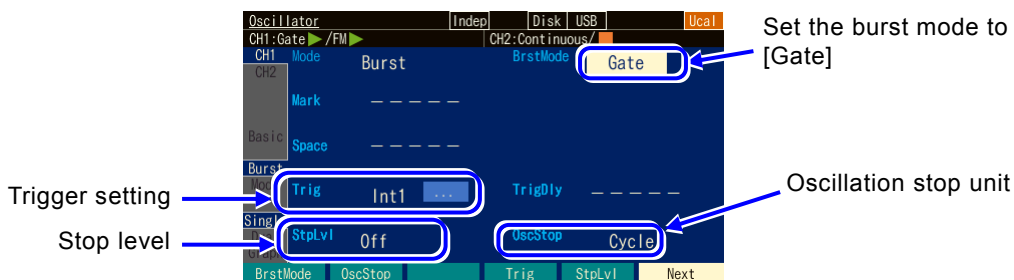 Oscillator Indep Disk USB Ucal
CH1:Gate /FM CH2:Continuous/
CH1 Mode Burst BrstMode Gate
CH2
Mark – – – – –
Basic Space – – – – –
Burst
Trig Int1 ... TrigDly – – – – –
Singl
StpLvl Off OscStop Cycle
BrstMode OscStop Trig StpLvl Next
Set the burst mode to
[Gate]
Trigger setting
Stop level
Oscillation stop unit